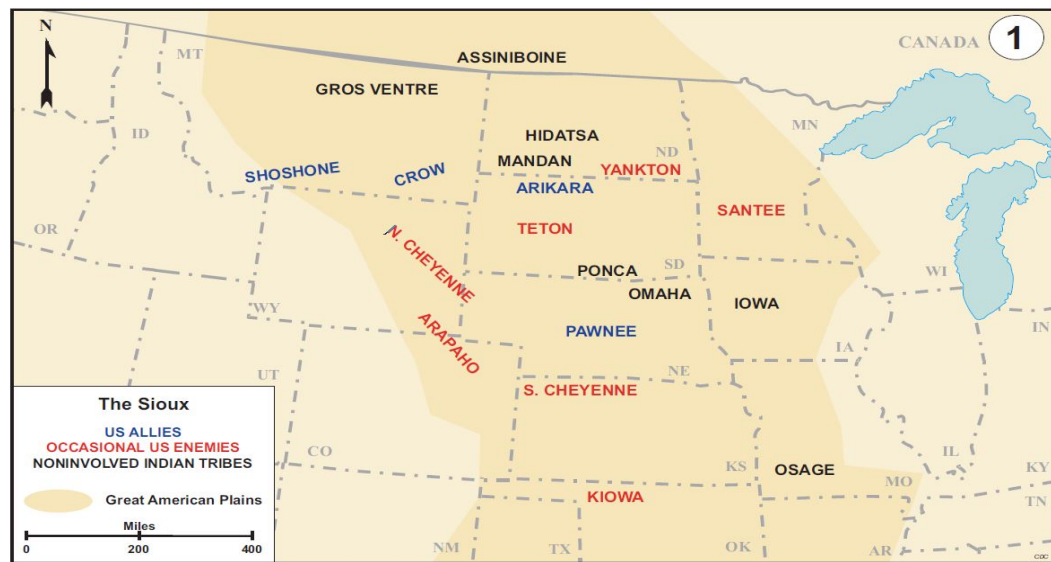 N
CANADA
1
MT
ASSINIBOINE
GROS VENTRE
ID
MN
HIDATSA
ND
MANDAN
YANKTON
SHOSHONE
CROW
ARIKARA
SANTEE
OR
TETON
N. CHEYENNE
PONCA
SD
WI
OMAHA
IOWA
WY
ARAPAHO
PAWNEE
IN
IA
UT
NE
S. CHEYENNE
The Sioux
US ALLIES
OCCASIONAL US ENEMIES
NONINVOLVED INDIAN TRIBES
Great American Plains
Miles
0 200 400
CO
KS
OSAGE
IL
KY
MO
KIOWA
TN
NM
TX
OK
AR
CDC